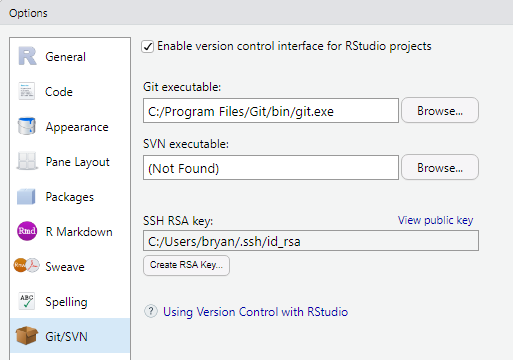 Options
General
Code
Appearance
Pane Layout
Packages
Rmd R Markdown
Rnw Sweave
ABC Spelling
Git/SVN
Enable version control interface for RStudio projects
Git executable:
C:/Program Files/Git/bin/git.exe Browse...
SVN executable:
(Not Found) Browse...
SSH RSA key: View public key
C:/Users/bryan/.ssh/id_rsa
Create RSA Key...
? Using Version Control with RStudio